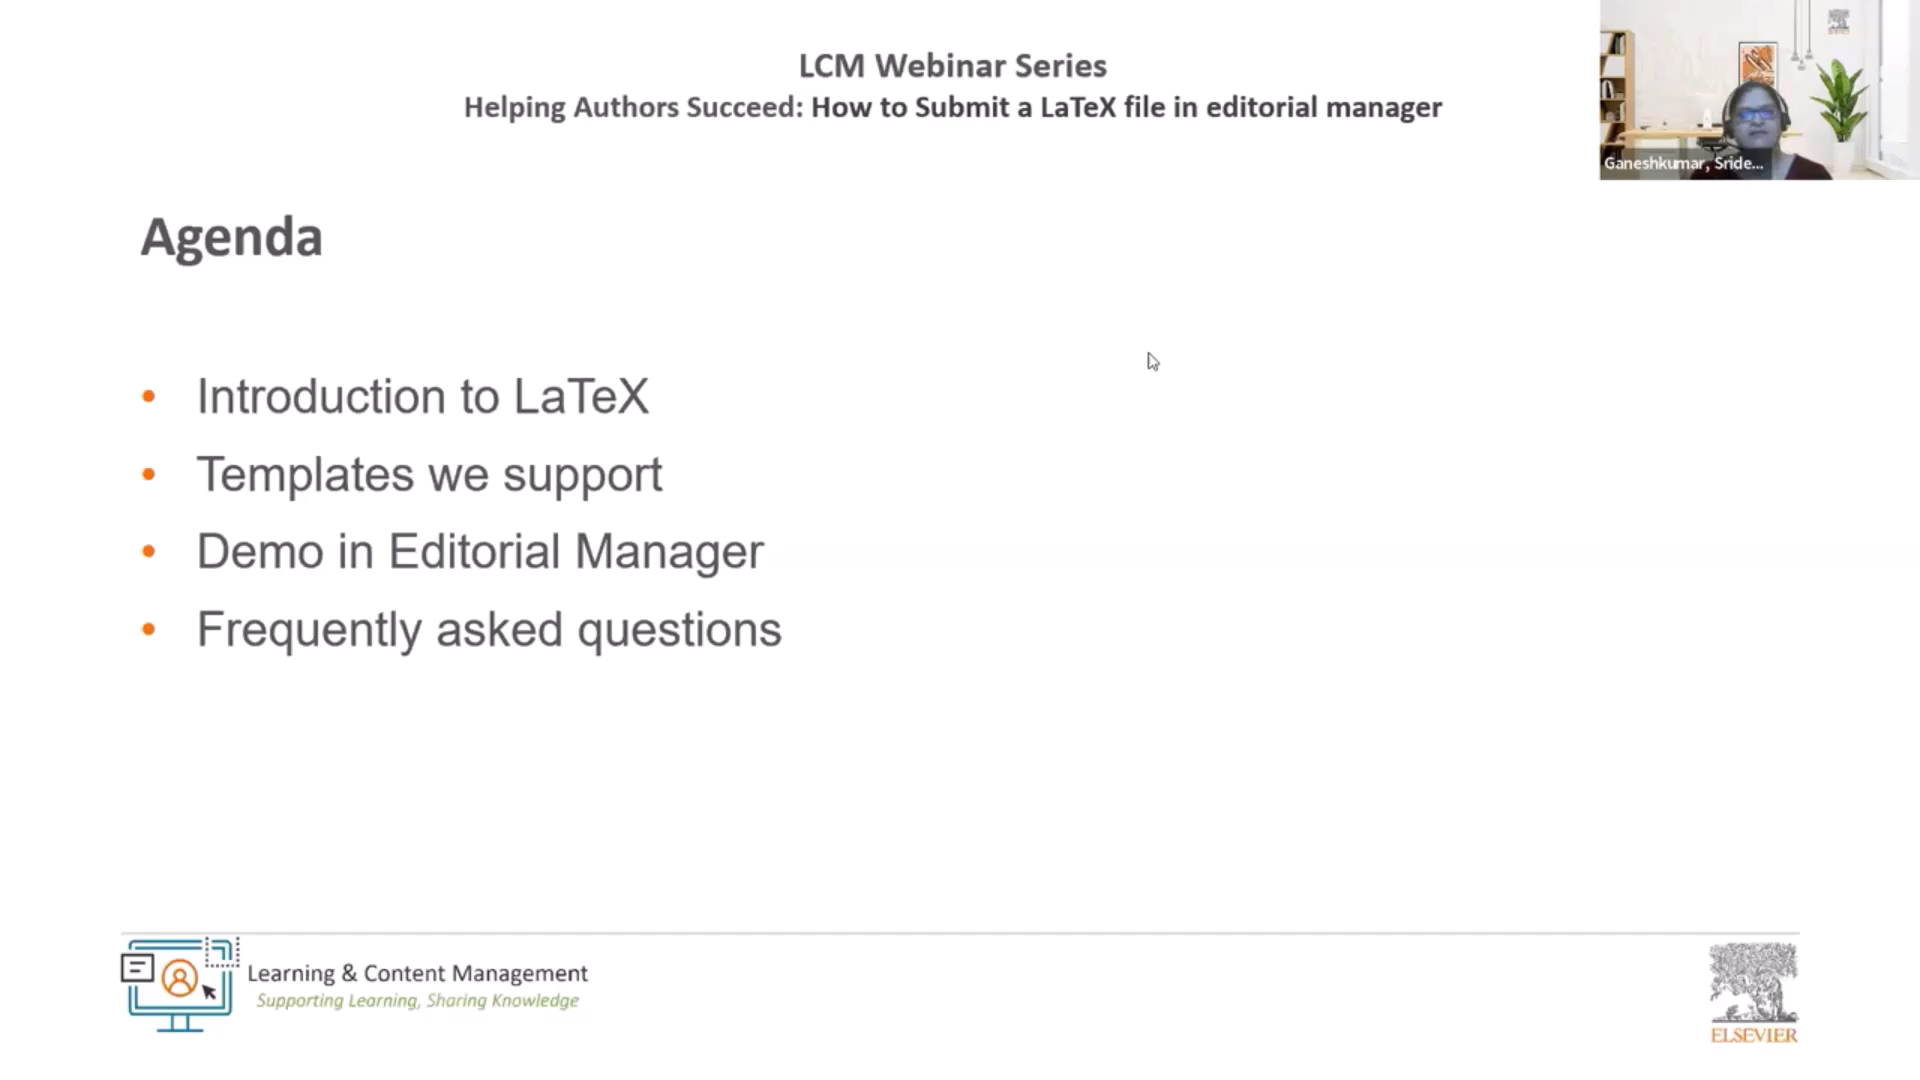 LCM Webinar Series
Helping Authors Succeed: How to Submit a LaTeX file in editorial manager
Ganeshkumar, Sride...
Agenda
• Introduction to LaTeX
• Templates we support
• Demo in Editorial Manager
• Frequently asked questions
Learning & Content Management
Supporting Learning, Sharing Knowledge
ELSEVIER